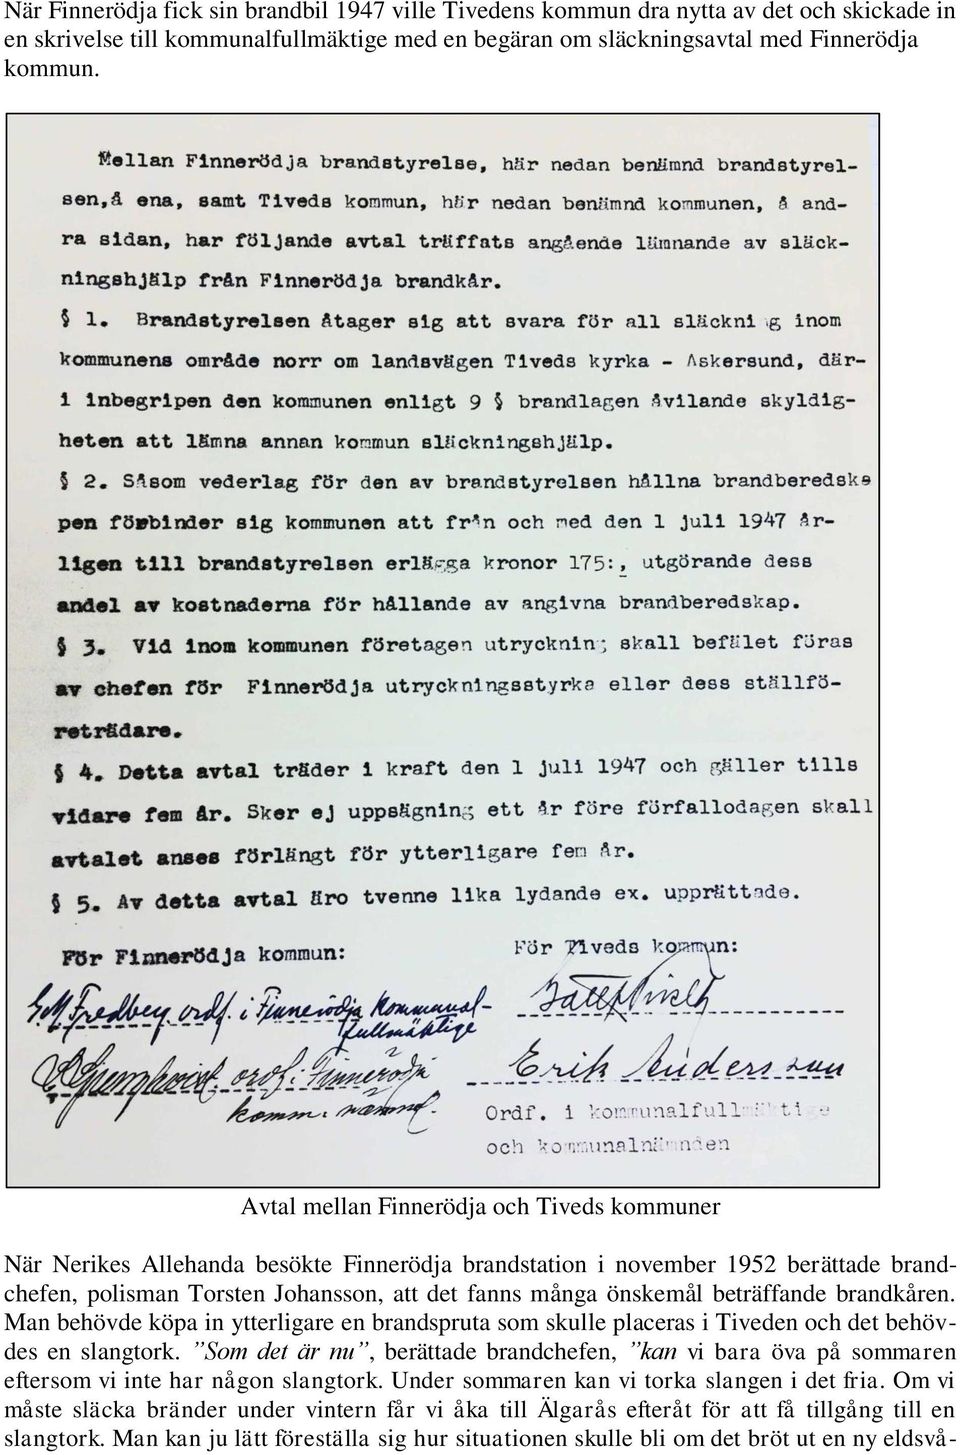 När Finnerödja fick sin brandbil 1947 ville Tivedens kommun dra nytta av det och skickade in
en skrivelse till kommunalfullmäktige med en begäran om släckningsavtal med Finnerödja
kommun.
Mellan Finnerödja brandstyrelse, här nedan benämnd brandstyrel-
sen,å ena, samt Tiveds kommun, här nedan benämnd kommunen, å and-
ra sidan, har följande avtal träffats angående lämnande av släck-
ningshjälp från Finnerödja brandkår.
§ 1. Brandstyrelsen åtager sig att svara för all släckning inom
kommunens område norr om landsvägen Tiveds kyrka - Askersund, där-
i inbegripen den kommunen enligt 9 § brandlagen åvilande skyldig-
heten att lämna annan kommun släckningshjälp.
§ 2. Såsom vederlag för den av brandstyrelsen hållna brandberedska
pen förbinder sig kommunen att från och med den 1 juli 1947 år-
ligen till brandstyrelsen erlägga kronor 175:, utgörande dess
andel av kostnaderna för hållande av angivna brandberedskap.
§ 3. Vid inom kommunen företagen utryckning skall befälet föras
av chefen för Finnerödja utryckningsstyrka eller dess ställfö-
reträdare.
§ 4. Detta avtal träder i kraft den 1 juli 1947 och gäller tills
vidare fem år. Sker ej uppsägning ett år före förfallodagen skall
avtalet anses förlängt för ytterligare fem år.
§ 5. Av detta avtal äro tvenne lika lydande ex. upprättade.
För Finnerödja kommun: För Tiveds kommun:
Fredberg ordf. i Finnerödja Kommunal-
fullmäktige
Erik Andersson
ordf. i Finnerödja
komm. nämnd.
Ordf. i kommunalfullmäktige
och kommunalnämnden
Avtal mellan Finnerödja och Tiveds kommuner
När Nerikes Allehanda besökte Finnerödja brandstation i november 1952 berättade brand-
chefen, polisman Torsten Johansson, att det fanns många önskemål beträffande brandkåren.
Man behövde köpa in ytterligare en brandspruta som skulle placeras i Tiveden och det behöv-
des en slangtork. ”Som det är nu”, berättade brandchefen, ”kan vi bara öva på sommaren
eftersom vi inte har någon slangtork. Under sommaren kan vi torka slangen i det fria. Om vi
måste släcka bränder under vintern får vi åka till Älgarås efteråt för att få tillgång till en
slangtork. Man kan ju lätt föreställa sig hur situationen skulle bli om det bröt ut en ny eldsvå-